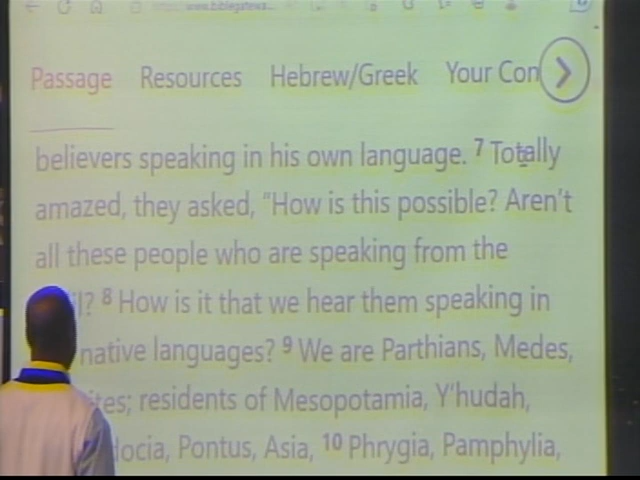 www.biblegatewa...
Passage Resources Hebrew/Greek Your Con
believers speaking in his own language. 7 Totally
amazed, they asked, "How is this possible? Aren't
all these people who are speaking from the
il? 8 How is it that we hear them speaking in
native languages? 9 We are Parthians, Medes,
ites; residents of Mesopotamia, Y'hudah,
docia, Pontus, Asia, 10 Phrygia, Pamphylia,